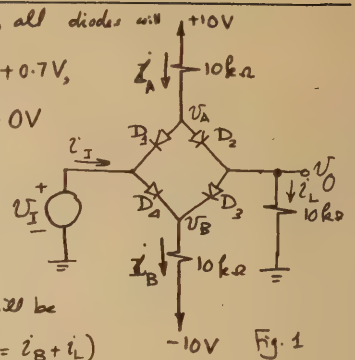 all diodes will
+ 0.7V,
0V
+10V
i_A
10kΩ
v_A
D_1
D_2
i_I
+
v_I
−
D_4
D_3
v_B
v_O
i_L
10kΩ
i_B
10kΩ
will be
= i_B + i_L)
-10V
Fig. 1